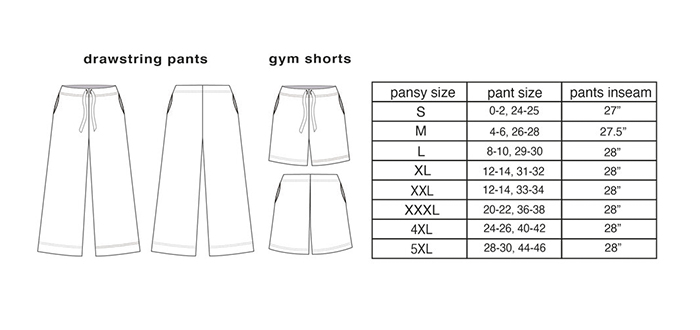 drawstring pants
gym shorts
pansy size pant size pants inseam
S 0-2, 24-25 27”
M 4-6, 26-28 27.5”
L 8-10, 29-30 28”
XL 12-14, 31-32 28”
XXL 12-14, 33-34 28”
XXXL 20-22, 36-38 28”
4XL 24-26, 40-42 28”
5XL 28-30, 44-46 28”